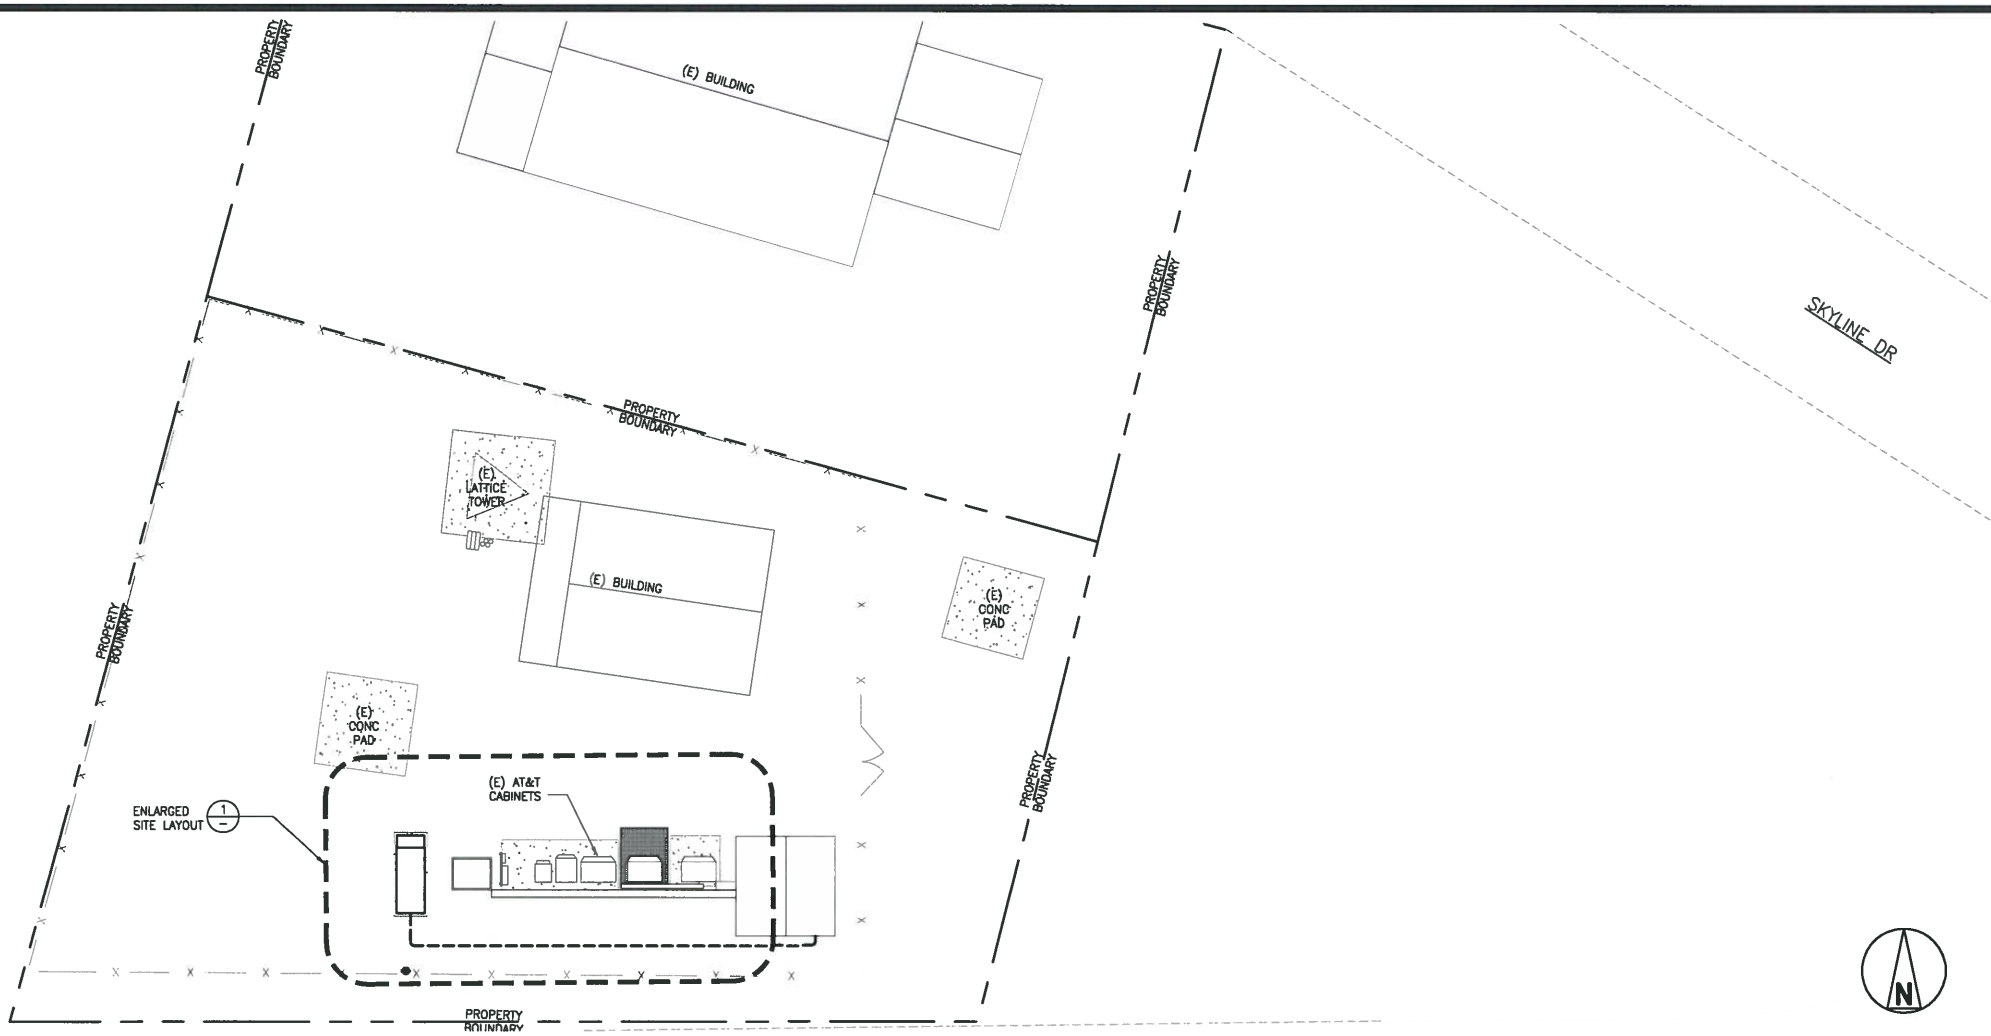 PROPERTY
BOUNDARY
(E) BUILDING
PROPERTY
BOUNDARY
SKYLINE DR
PROPERTY
BOUNDARY
(E)
LATTICE
TOWER
(E) BUILDING
(E)
CONC
PAD
PROPERTY
BOUNDARY
(E)
CONC
PAD
PROPERTY
BOUNDARY
(E) AT&T
CABINETS
ENLARGED
SITE LAYOUT
1
–
N
PROPERTY
BOUNDARY